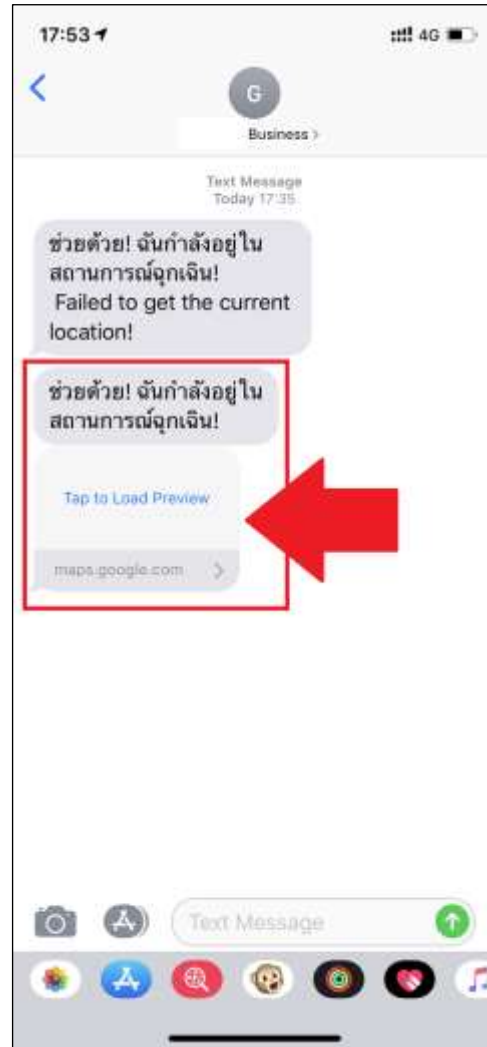 17:53
4G
G
Business >
Text Message
Today 17:35
ช่วยด้วย! ฉันกำลังอยู่ใน
สถานการณ์ฉุกเฉิน!
Failed to get the current
location!
ช่วยด้วย! ฉันกำลังอยู่ใน
สถานการณ์ฉุกเฉิน!
Tap to Load Preview
maps.google.com
Text Message